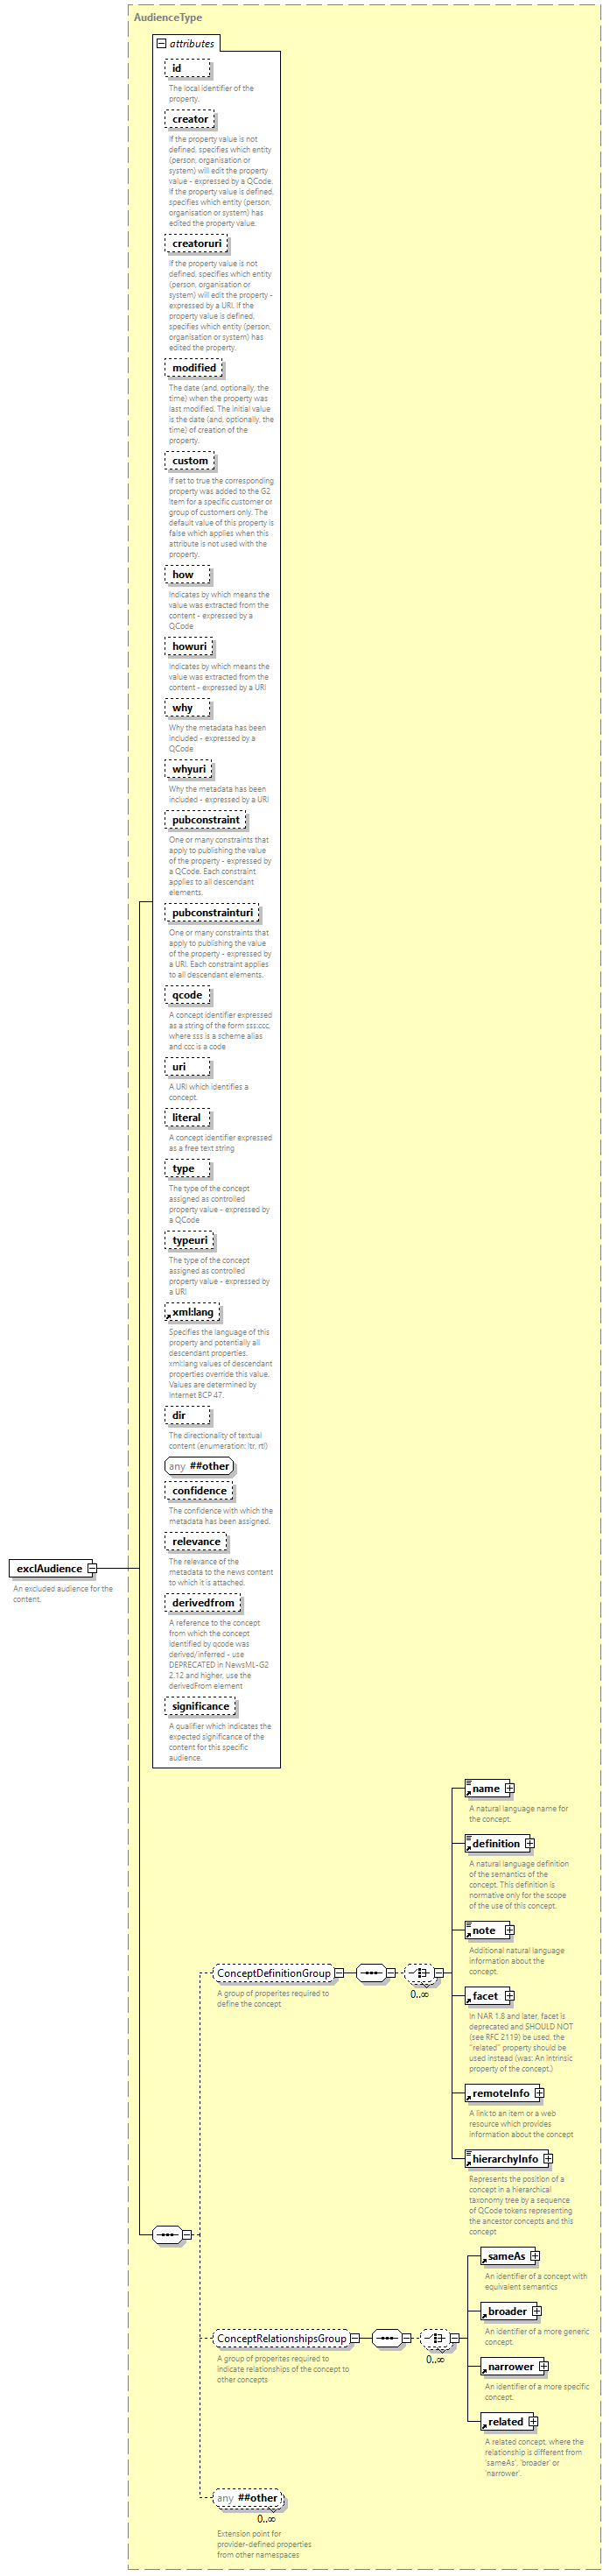 AudienceType
attributes
id
The local identifier of the
property.
creator
If the property value is not
defined, specifies which entity
(person, organisation or
system) will edit the property
value - expressed by a QCode.
If the property value is defined,
specifies which entity (person,
organisation or system) has
edited the property value.
creatoruri
If the property value is not
defined, specifies which entity
(person, organisation or
system) will edit the property -
expressed by a URI. If the
property value is defined,
specifies which entity (person,
organisation or system) has
edited the property.
modified
The date (and, optionally, the
time) when the property was
last modified. The initial value
is the date (and, optionally, the
time) of creation of the
property.
custom
If set to true the corresponding
property was added to the G2
Item for a specific customer or
group of customers only. The
default value of this property is
false which applies when this
attribute is not used with the
property.
how
Indicates by which means the
value was extracted from the
content - expressed by a
QCode
howuri
Indicates by which means the
value was extracted from the
content - expressed by a URI
why
Why the metadata has been
included - expressed by a
QCode
whyuri
Why the metadata has been
included - expressed by a URI
pubconstraint
One or many constraints that
apply to publishing the value
of the property - expressed by
a QCode. Each constraint
applies to all descendant
elements.
pubconstrainturi
One or many constraints that
apply to publishing the value
of the property - expressed by
a URI. Each constraint applies
to all descendant elements.
qcode
A concept identifier expressed
as a string of the form sss:ccc,
where sss is a scheme alias
and ccc is a code
uri
A URI which identifies a
concept.
literal
A concept identifier expressed
as a free text string
type
The type of the concept
assigned as controlled
property value - expressed by
a QCode
typeuri
The type of the concept
assigned as controlled
property value - expressed by
a URI
xml:lang
Specifies the language of this
property and potentially all
descendant properties.
xml:lang values of descendant
properties override this value.
Values are determined by
Internet BCP 47.
dir
The directionality of textual
content (enumeration: ltr, rtl)
any ##other
confidence
The confidence with which the
metadata has been assigned.
relevance
The relevance of the
metadata to the news content
to which it is attached.
derivedfrom
A reference to the concept
from which the concept
identified by qcode was
derived/inferred - use
DEPRECATED in NewsML-G2
2.12 and higher, use the
derivedFrom element
significance
A qualifier which indicates the
expected significance of the
content for this specific
audience.
exclAudience
An excluded audience for the
content.
name
A natural language name for
the concept.
definition
A natural language definition
of the semantics of the
concept. This definition is
normative only for the scope
of the use of this concept.
note
Additional natural language
information about the
concept.
ConceptDefinitionGroup
0..∞
A group of properites required to
define the concept
facet
In NAR 1.8 and later, facet is
deprecated and SHOULD NOT
(see RFC 2119) be used, the
"related" property should be
used instead (was: An intrinsic
property of the concept.)
remoteInfo
A link to an item or a web
resource which provides
information about the concept
hierarchyInfo
Represents the position of a
concept in a hierarchical
taxonomy tree by a sequence
of QCode tokens representing
the ancestor concepts and this
concept
sameAs
An identifier of a concept with
equivalent semantics
broader
An identifier of a more generic
concept.
ConceptRelationshipsGroup
0..∞
A group of properites required to
indicate relationships of the concept to
other concepts
narrower
An identifier of a more specific
concept.
related
A related concept, where the
relationship is different from
'sameAs', 'broader' or
'narrower'.
any ##other
0..∞
Extension point for
provider-defined properties
from other namespaces